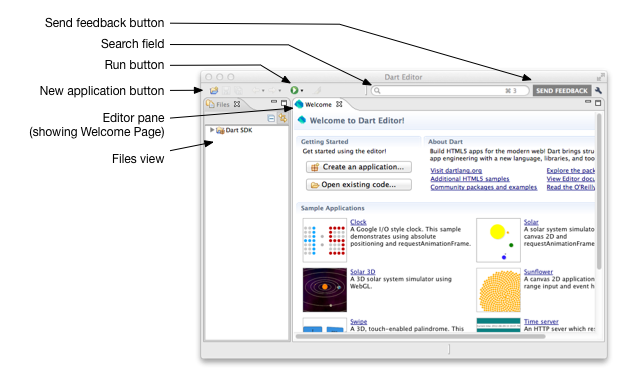 Send feedback button
Search field
Run button
New application button
Editor pane
(showing Welcome Page)
Files view
Dart Editor
⌘ 3
SEND FEEDBACK
Files
Welcome
Dart SDK
Welcome to Dart Editor!
Getting Started
Get started using the editor!
Create an application...
Open existing code...
About Dart
Build HTML5 apps for the modern web! Dart brings stru
app engineering with a new language, libraries, and too
Visit dartlang.org
Explore the pack
Additional HTML5 samples
View Editor docu
Community packages and examples
Read the O'Reilly
Sample Applications
Clock
A Google I/O style clock. This sample
demonstrates using absolute
positioning and requestAnimationFrame.
Solar
A solar system simulato
canvas 2D and
requestAnimationFrame
Solar 3D
A 3D solar system simulator using
WebGL.
Sunflower
A canvas 2D application
range input and event h
Swipe
A 3D, touch-enabled palindrome. This
Time server
An HTTP sever which re